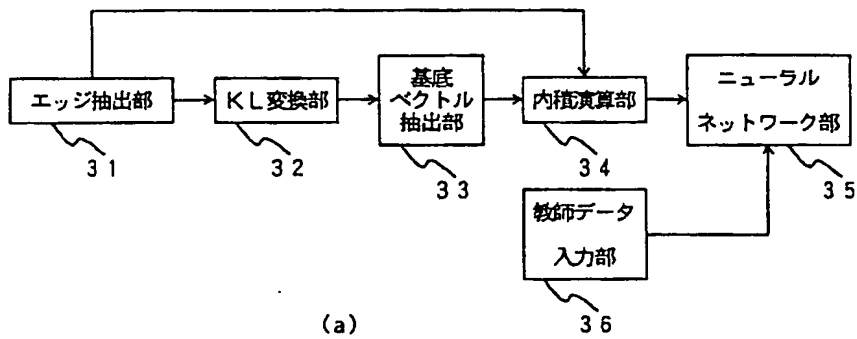 エッジ抽出部
31
KL変換部
32
基底
ベクトル
抽出部
33
内積演算部
34
ニューラル
ネットワーク部
35
教師データ
入力部
36
(a)